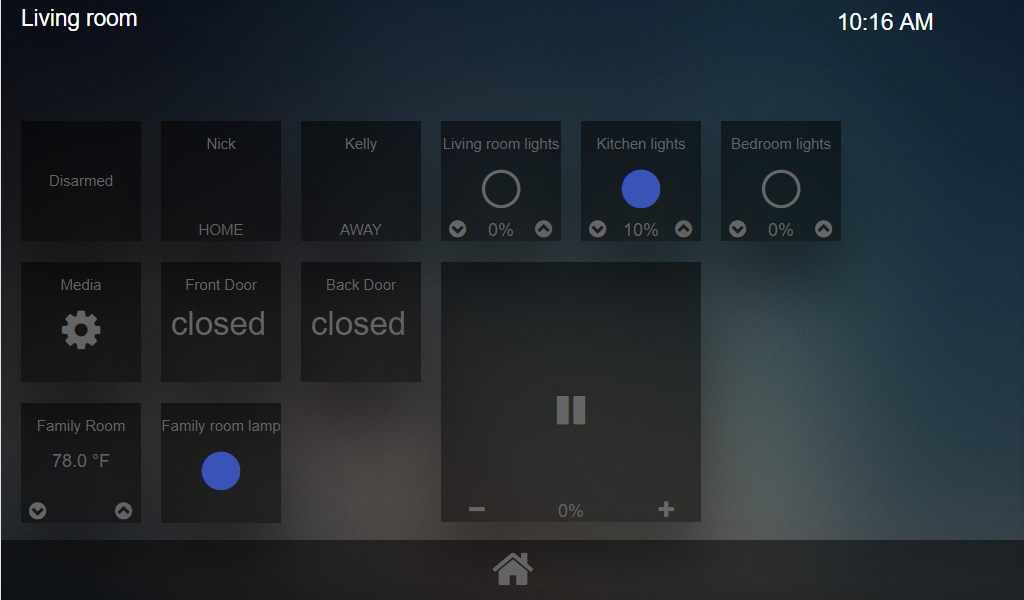 Living room
10:16 AM
Disarmed
Nick
HOME
Kelly
AWAY
Living room lights
0%
Kitchen lights
10%
Bedroom lights
0%
Media
Front Door
closed
Back Door
closed
Family Room
78.0 °F
Family room lamp
0%